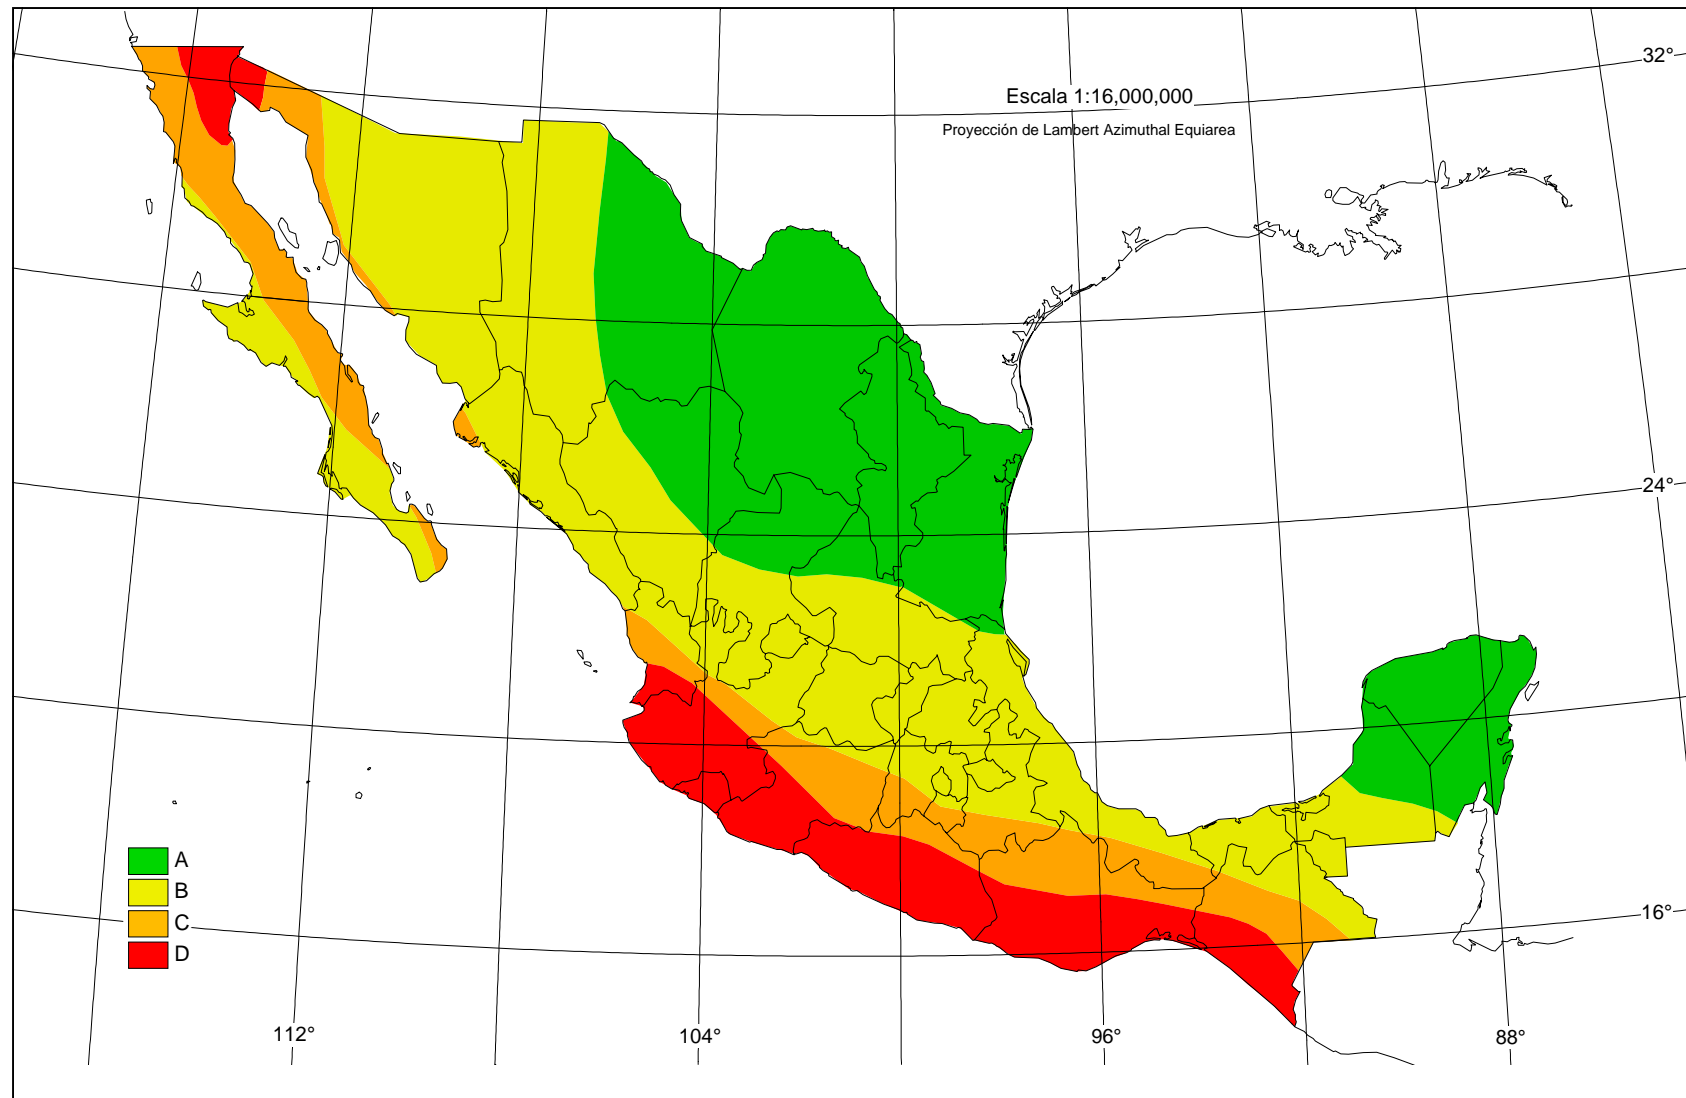 32°
Escala 1:16,000,000
Proyección de Lambert Azimuthal Equiarea
24°
A
B
C
D
16°
112°
104°
96°
88°